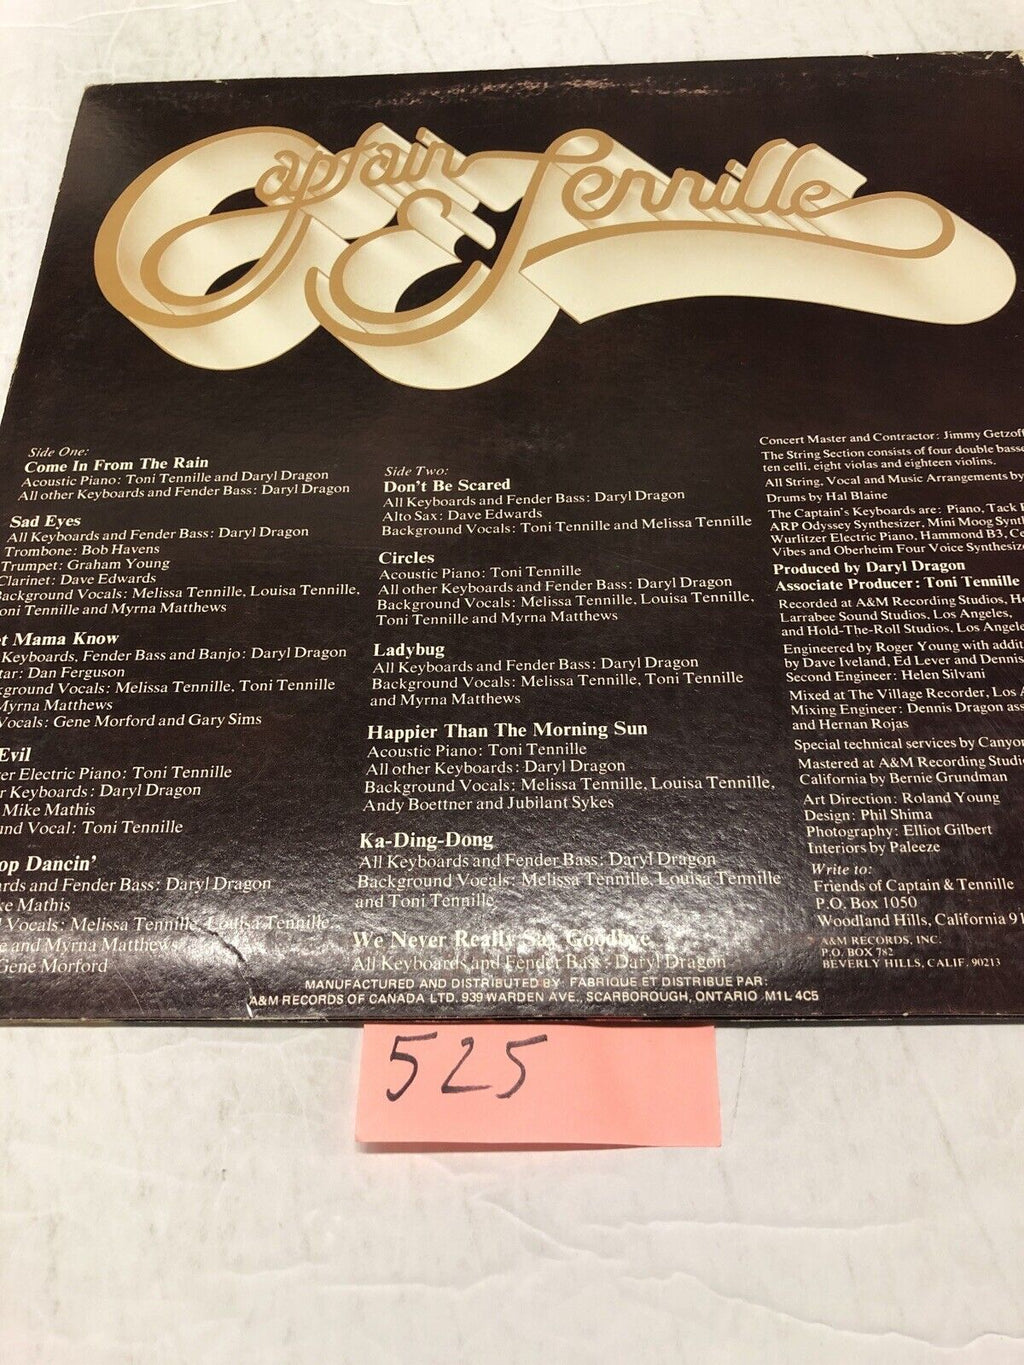 Captain & Tennille
Side One:
Come In From The Rain
Acoustic Piano: Toni Tennille and Daryl Dragon
All other Keyboards and Fender Bass: Daryl Dragon
Sad Eyes
All Keyboards and Fender Bass: Daryl Dragon
Trombone: Bob Havens
Trumpet: Graham Young
Clarinet: Dave Edwards
Background Vocals: Melissa Tennille, Louisa Tennille,
Toni Tennille and Myrna Matthews
Mama Know
Keyboards, Fender Bass and Banjo: Daryl Dragon
Dan Ferguson
Vocals: Melissa Tennille, Toni Tennille
Myrna Matthews
Vocals: Gene Morford and Gary Sims
Evil
Electric Piano: Toni Tennille
Keyboards: Daryl Dragon
Mike Mathis
Vocal: Toni Tennille
Dancin'
and Fender Bass: Daryl Dragon
Mathis
Vocals: Melissa Tennille, Louisa Tennille,
and Myrna Matthews
Gene Morford
Side Two:
Don't Be Scared
All Keyboards and Fender Bass: Daryl Dragon
Alto Sax: Dave Edwards
Background Vocals: Toni Tennille and Melissa Tennille
Circles
Acoustic Piano: Toni Tennille
All other Keyboards and Fender Bass: Daryl Dragon
Background Vocals: Melissa Tennille, Louisa Tennille,
Toni Tennille and Myrna Matthews
Ladybug
All Keyboards and Fender Bass: Daryl Dragon
Background Vocals: Melissa Tennille, Toni Tennille
and Myrna Matthews
Happier Than The Morning Sun
Acoustic Piano: Toni Tennille
All other Keyboards: Daryl Dragon
Background Vocals: Melissa Tennille, Louisa Tennille,
Andy Boettner and Jubilant Sykes
Ka-Ding-Dong
All Keyboards and Fender Bass: Daryl Dragon
Background Vocals: Melissa Tennille, Louisa Tennille
and Toni Tennille
We Never Really Say Goodbye
All Keyboards and Fender Bass: Daryl Dragon
Concert Master and Contractor: Jimmy Getzoff
The String Section consists of four double
ten celli, eight violas and eighteen violins.
All String, Vocal and Music Arrangements by
Drums by Hal Blaine
The Captain's Keyboards are: Piano, Tack
ARP Odyssey Synthesizer, Mini Moog
Wurlitzer Electric Piano, Hammond B3,
Vibes and Oberheim Four Voice
Produced by Daryl Dragon
Associate Producer: Toni Tennille
Recorded at A&M Recording Studios,
Larrabee Sound Studios, Los Angeles,
and Hold-The-Roll Studios, Los
Engineered by Roger Young with
by Dave Iveland, Ed Lever and Dennis
Second Engineer: Helen Silvani
Mixed at The Village Recorder, Los
Mixing Engineer: Dennis Dragon
and Hernan Rojas
Special technical services by Canyon
Mastered at A&M Recording
California by Bernie Grundman
Art Direction: Roland Young
Design: Phil Shima
Photography: Elliot Gilbert
Interiors by Paleeze
Write to:
Friends of Captain & Tennille
P.O. Box 1050
Woodland Hills, California
A&M RECORDS, INC.
P.O. BOX 782
BEVERLY HILLS, CALIF. 90213
MANUFACTURED AND DISTRIBUTED BY: FABRIQUE ET DISTRIBUE PAR:
A&M RECORDS OF CANADA LTD. 939 WARDEN AVE., SCARBOROUGH, ONTARIO M1L 4C5
525